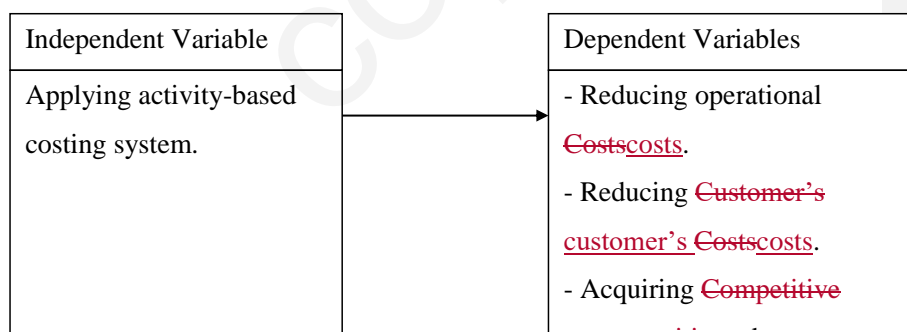 Independent Variable
Applying activity-based
costing system.
Dependent Variables
- Reducing operational
Costscosts.
- Reducing Customer’s
customer’s Costscosts.
- Acquiring Competitive